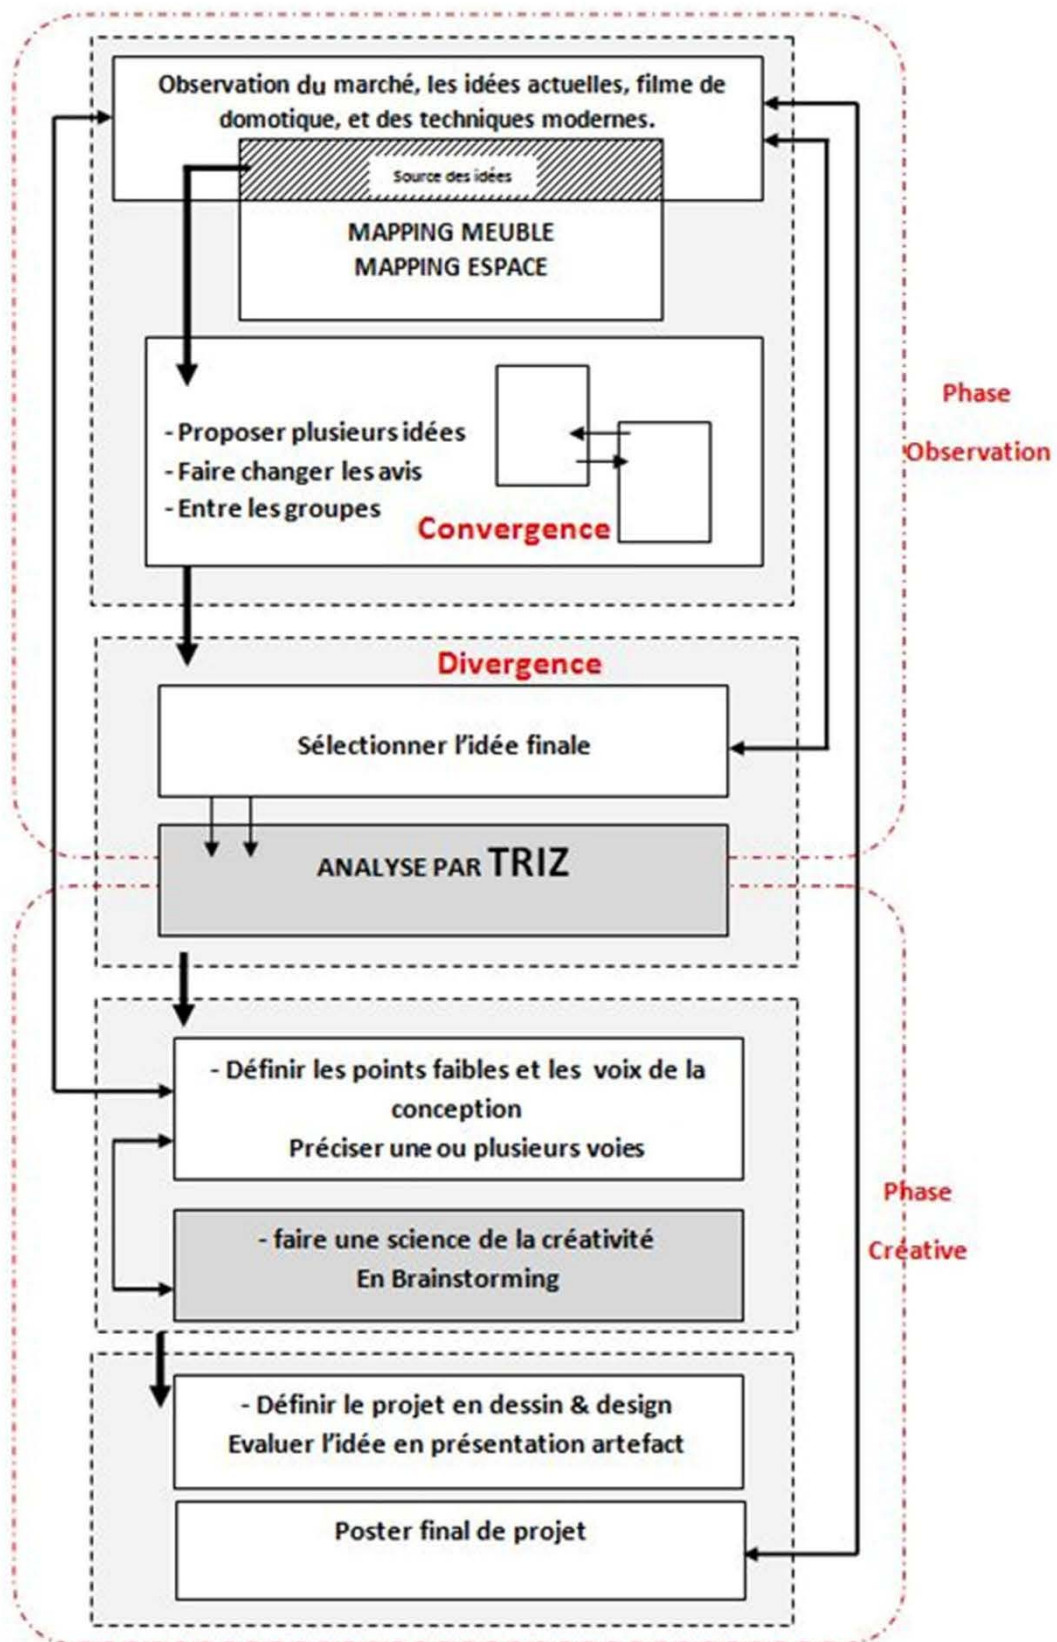 Observation du marché, les idées actuelles, filme de
domotique, et des techniques modernes.
Source des idées
MAPPING MEUBLE
MAPPING ESPACE
- Proposer plusieurs idées
- Faire changer les avis
- Entre les groupes
Convergence
Phase
Observation
Divergence
Sélectionner l'idée finale
ANALYSE PAR TRIZ
- Définir les points faibles et les voix de la
conception
Préciser une ou plusieurs voies
- faire une science de la créativité
En Brainstorming
Phase
Créative
- Définir le projet en dessin & design
Evaluer l'idée en présentation artefact
Poster final de projet